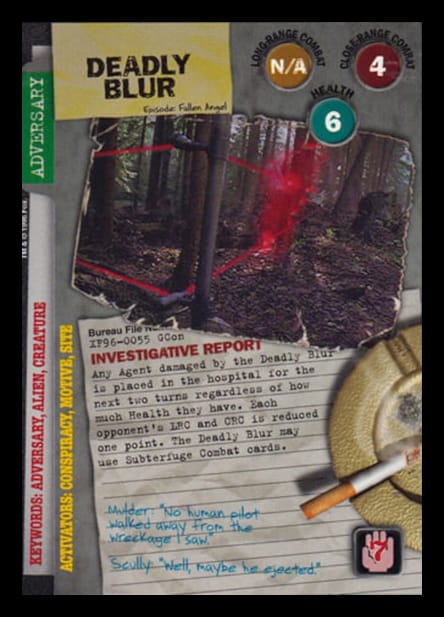 DEADLY
BLUR
Episode: Fallen Angel
LONG-RANGE COMBAT
N/A
CLOSE-RANGE COMBAT
4
HEALTH
6
ADVERSARY
TM & © 1996 Fox.
KEYWORDS: ADVERSARY, ALIEN, CREATURE
ACTIVATORS: CONSPIRACY, MOTIVE, SITE
Bureau File
XF96-0055 GCon
INVESTIGATIVE REPORT
Any Agent damaged by the Deadly Blur
is placed in the hospital for the
next two turns regardless of how
much Health they have. Each
opponent's LRC and CRC is reduced
one point. The Deadly Blur may
use Subterfuge Combat cards.
Mulder: "No human pilot
walked away from the
wreckage I saw."
Scully: "Well, maybe he ejected."
7